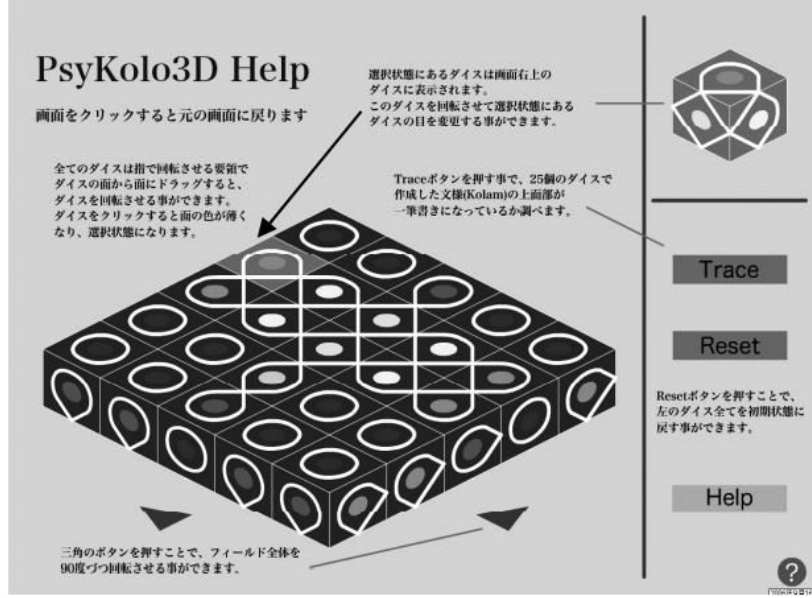 PsyKolo3D Help
画面をクリックすると元の画面に戻ります
選択状態にあるダイスは画面右上の
ダイスに表示されます。
このダイスを回転させて選択状態にある
ダイスの目を変更する事ができます。
全てのダイスは指で回転させる要領で
ダイスの面から面にドラッグすると、
ダイスを回転させる事ができます。
ダイスをクリックすると面の色が薄く
なり、選択状態になります。
Traceボタンを押す事で、25個のダイスで
作成した文様(Kolam)の上面部が
一筆書きになっているか調べます。
Trace
Reset
Resetボタンを押すことで、
左のダイス全てを初期状態に
戻す事ができます。
Help
三角のボタンを押すことで、フィールド全体を
90度づつ回転させる事ができます。
?